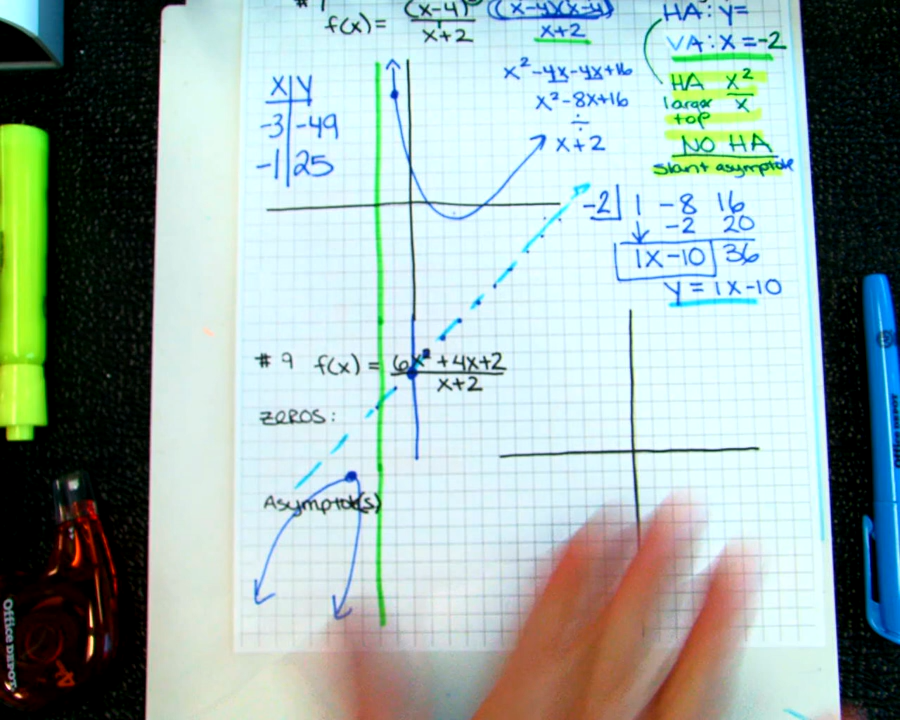 f(x) = (x-4) / x+2
(x-4)(x-4) / x+2
HA: y=
VA: x = -2
x² -4x -4x +16
x² -8x +16
÷
x+2
HA x²/x
larger
top
NO HA
Slant asymptote
x | y
-3 | -49
-1 | 25
-2 | 1 -8 16
-2 20
1x -10 | 36
y = 1x -10
# 9 f(x) = 6x² + 4x + 2 / x+2
zeros:
Asymptote(s)
Office DEPOT